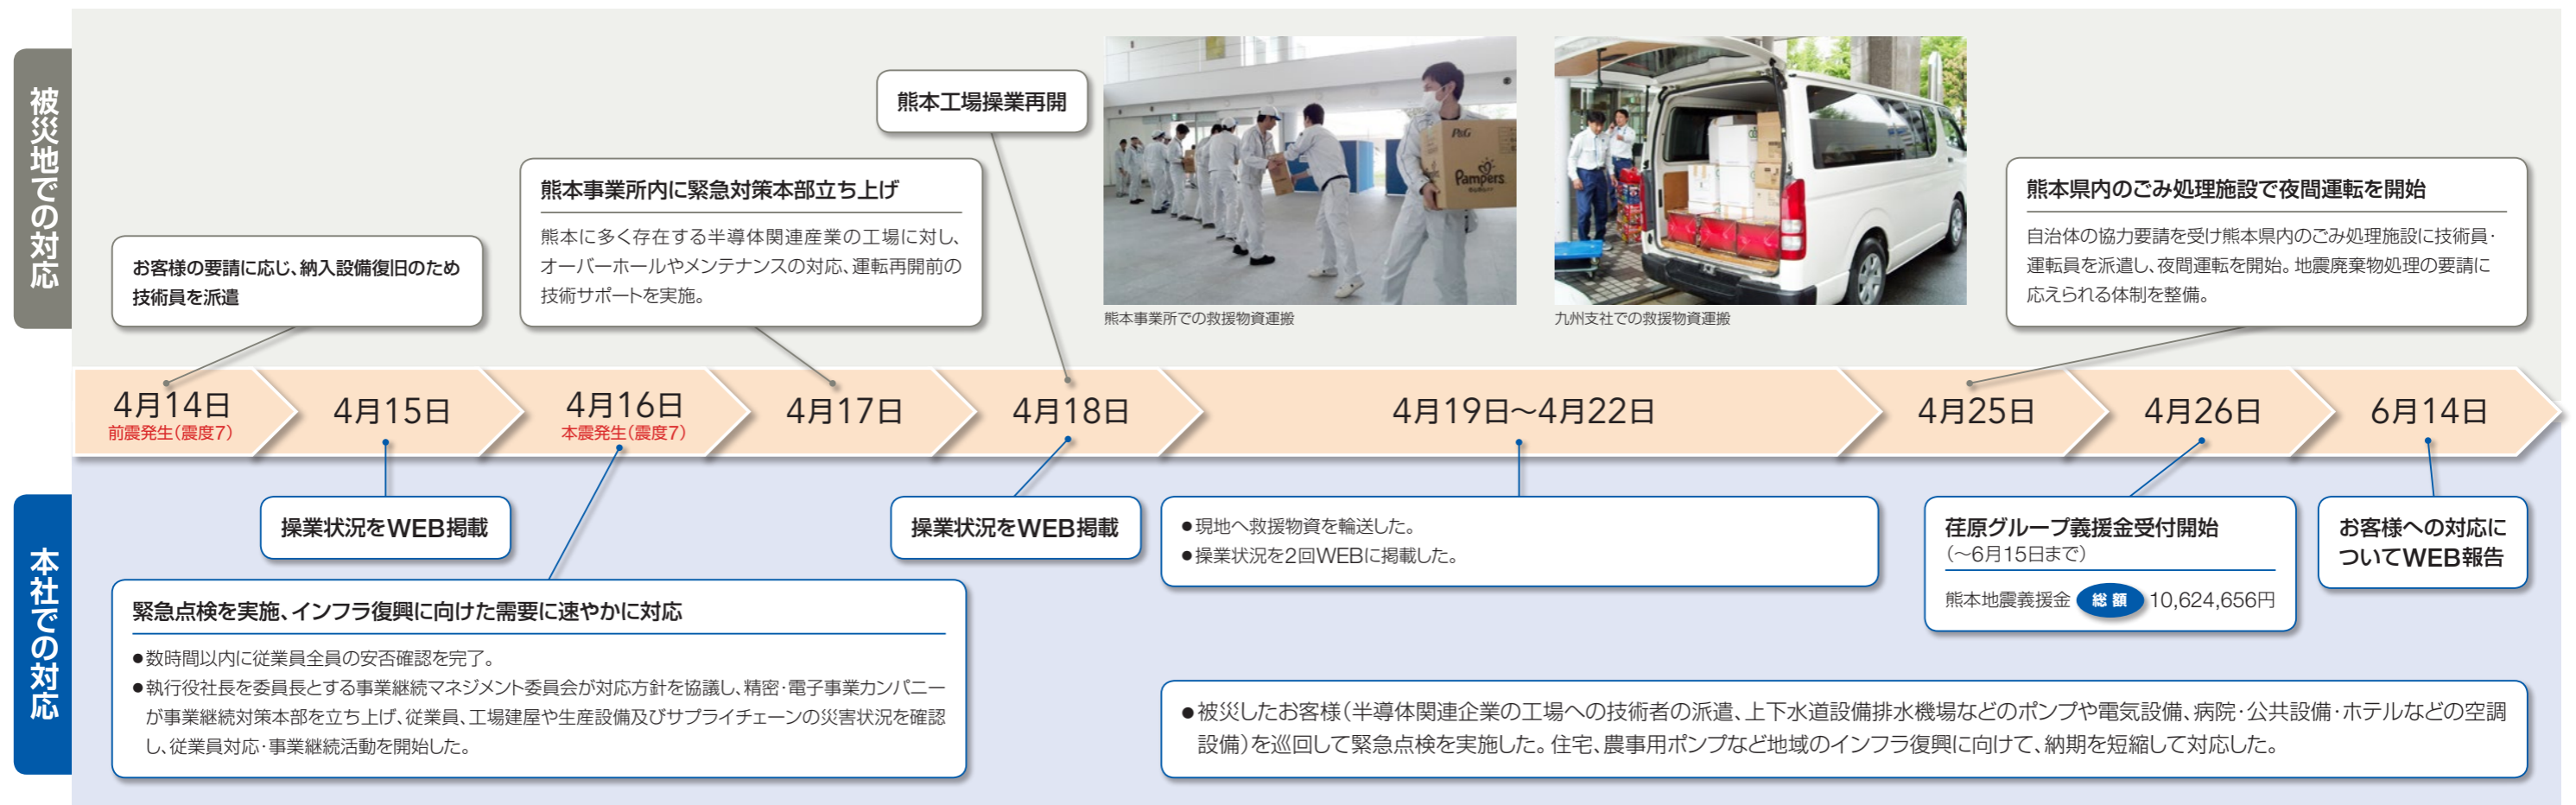 被災地での対応
熊本工場操業再開
熊本事業所内に緊急対策本部立ち上げ
熊本に多く存在する半導体関連産業の工場に対し、
オーバーホールやメンテナンスの対応、運転再開前の
技術サポートを実施。
お客様の要請に応じ、納入設備復旧のため
技術員を派遣
P&G
Pampers
熊本事業所での救援物資運搬
九州支社での救援物資運搬
熊本県内のごみ処理施設で夜間運転を開始
自治体の協力要請を受け熊本県内のごみ処理施設に技術員・
運転員を派遣し、夜間運転を開始。地震廃棄物処理の要請に
応えられる体制を整備。
4月14日
前震発生(震度7)
4月15日
4月16日
本震発生(震度7)
4月17日
4月18日
4月19日～4月22日
4月25日
4月26日
6月14日
本社での対応
操業状況をWEB掲載
緊急点検を実施、インフラ復興に向けた需要に速やかに対応
●数時間以内に従業員全員の安否確認を完了。
●執行役社長を委員長とする事業継続マネジメント委員会が対応方針を協議し、精密・電子事業カンパニー
が事業継続対策本部を立ち上げ、従業員、工場建屋や生産設備及びサプライチェーンの災害状況を確認
し、従業員対応・事業継続活動を開始した。
操業状況をWEB掲載
●現地へ救援物資を輸送した。
●操業状況を2回WEBに掲載した。
荏原グループ義援金受付開始
(～6月15日まで)
熊本地震義援金 総額 10,624,656円
お客様への対応に
ついてWEB報告
●被災したお客様(半導体関連企業の工場への技術者の派遣、上下水道設備排水機場などのポンプや電気設備、病院・公共設備・ホテルなどの空調
設備)を巡回して緊急点検を実施した。住宅、農事用ポンプなど地域のインフラ復興に向けて、納期を短縮して対応した。